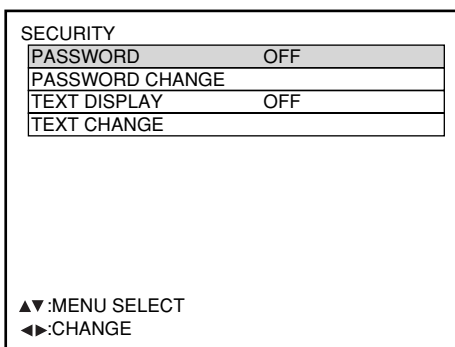 SECURITY
PASSWORD OFF
PASSWORD CHANGE
TEXT DISPLAY OFF
TEXT CHANGE
▲▼:MENU SELECT
◀▶:CHANGE